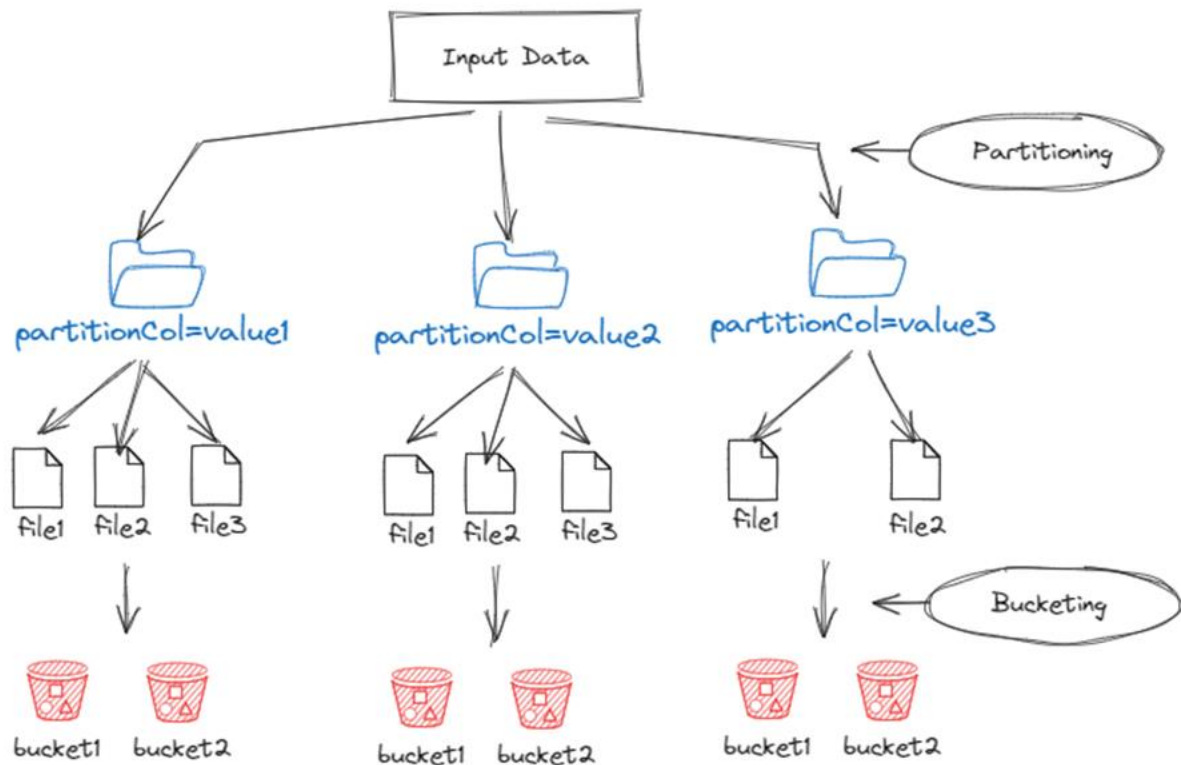 Input Data
Partitioning
partitionCol=value1
partitionCol=value2
partitionCol=value3
file1
file2
file3
file1
file2
file3
file1
file2
Bucketing
bucket1
bucket2
bucket1
bucket2
bucket1
bucket2